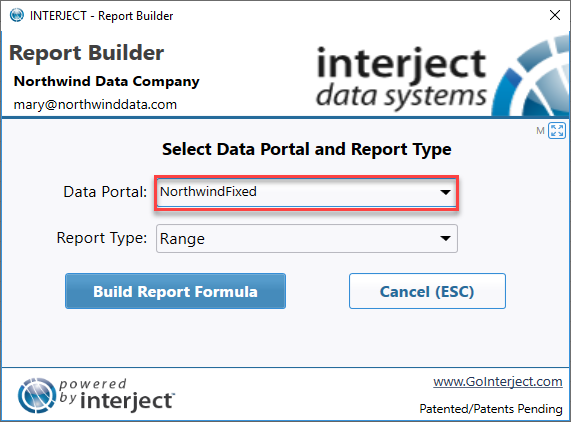 INTERJECT - Report Builder
Report Builder
Northwind Data Company
mary@northwinddata.com
interject
data systems
M
Select Data Portal and Report Type
Data Portal: NorthwindFixed
Report Type: Range
Build Report Formula Cancel (ESC)
powered
by interject™
www.GoInterject.com
Patented/Patents Pending